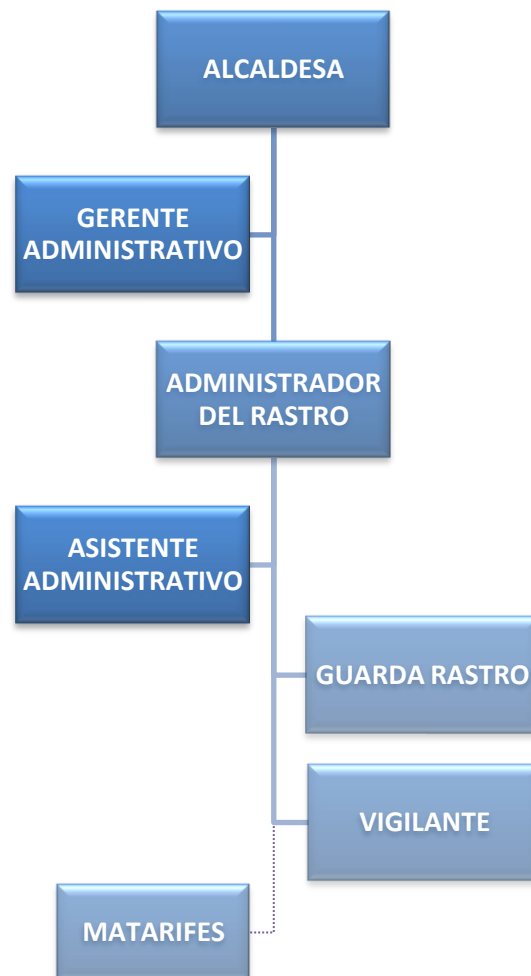 ALCALDESA
GERENTE
ADMINISTRATIVO
ADMINISTRADOR
DEL RASTRO
ASISTENTE
ADMINISTRATIVO
GUARDA RASTRO
VIGILANTE
MATARIFES